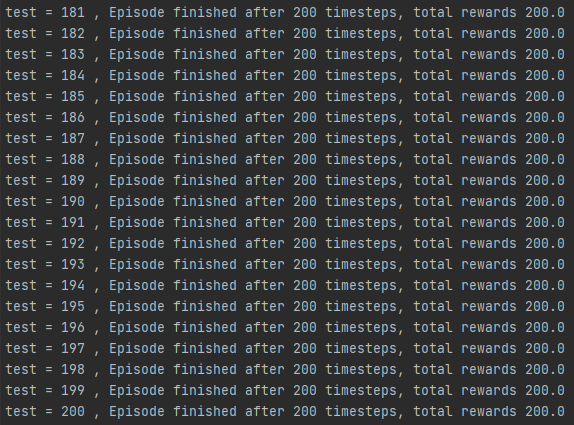 test = 181 , Episode finished after 200 timesteps, total rewards 200.0
test = 182 , Episode finished after 200 timesteps, total rewards 200.0
test = 183 , Episode finished after 200 timesteps, total rewards 200.0
test = 184 , Episode finished after 200 timesteps, total rewards 200.0
test = 185 , Episode finished after 200 timesteps, total rewards 200.0
test = 186 , Episode finished after 200 timesteps, total rewards 200.0
test = 187 , Episode finished after 200 timesteps, total rewards 200.0
test = 188 , Episode finished after 200 timesteps, total rewards 200.0
test = 189 , Episode finished after 200 timesteps, total rewards 200.0
test = 190 , Episode finished after 200 timesteps, total rewards 200.0
test = 191 , Episode finished after 200 timesteps, total rewards 200.0
test = 192 , Episode finished after 200 timesteps, total rewards 200.0
test = 193 , Episode finished after 200 timesteps, total rewards 200.0
test = 194 , Episode finished after 200 timesteps, total rewards 200.0
test = 195 , Episode finished after 200 timesteps, total rewards 200.0
test = 196 , Episode finished after 200 timesteps, total rewards 200.0
test = 197 , Episode finished after 200 timesteps, total rewards 200.0
test = 198 , Episode finished after 200 timesteps, total rewards 200.0
test = 199 , Episode finished after 200 timesteps, total rewards 200.0
test = 200 , Episode finished after 200 timesteps, total rewards 200.0